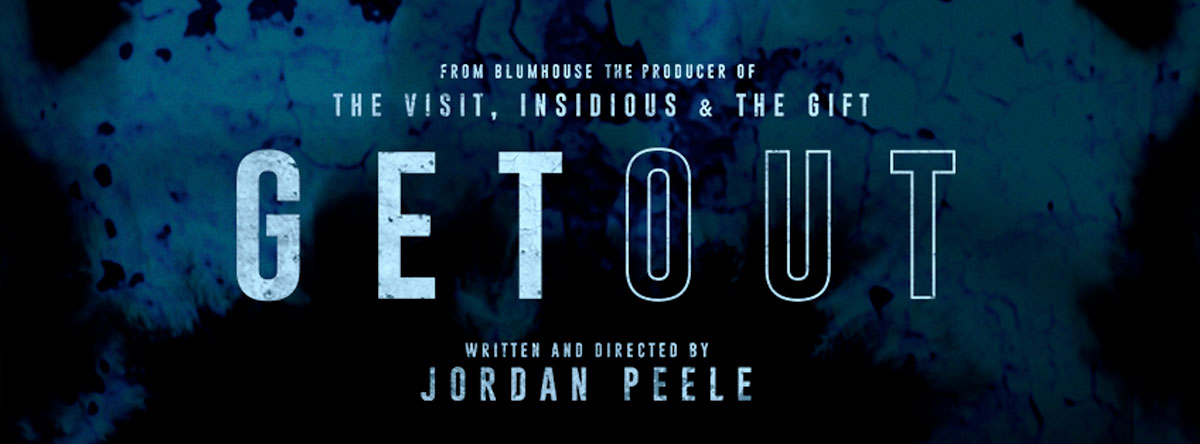 FROM BLUMHOUSE THE PRODUCER OF
THE VISIT, INSIDIOUS & THE GIFT
GET OUT
WRITTEN AND DIRECTED BY
JORDAN PEELE